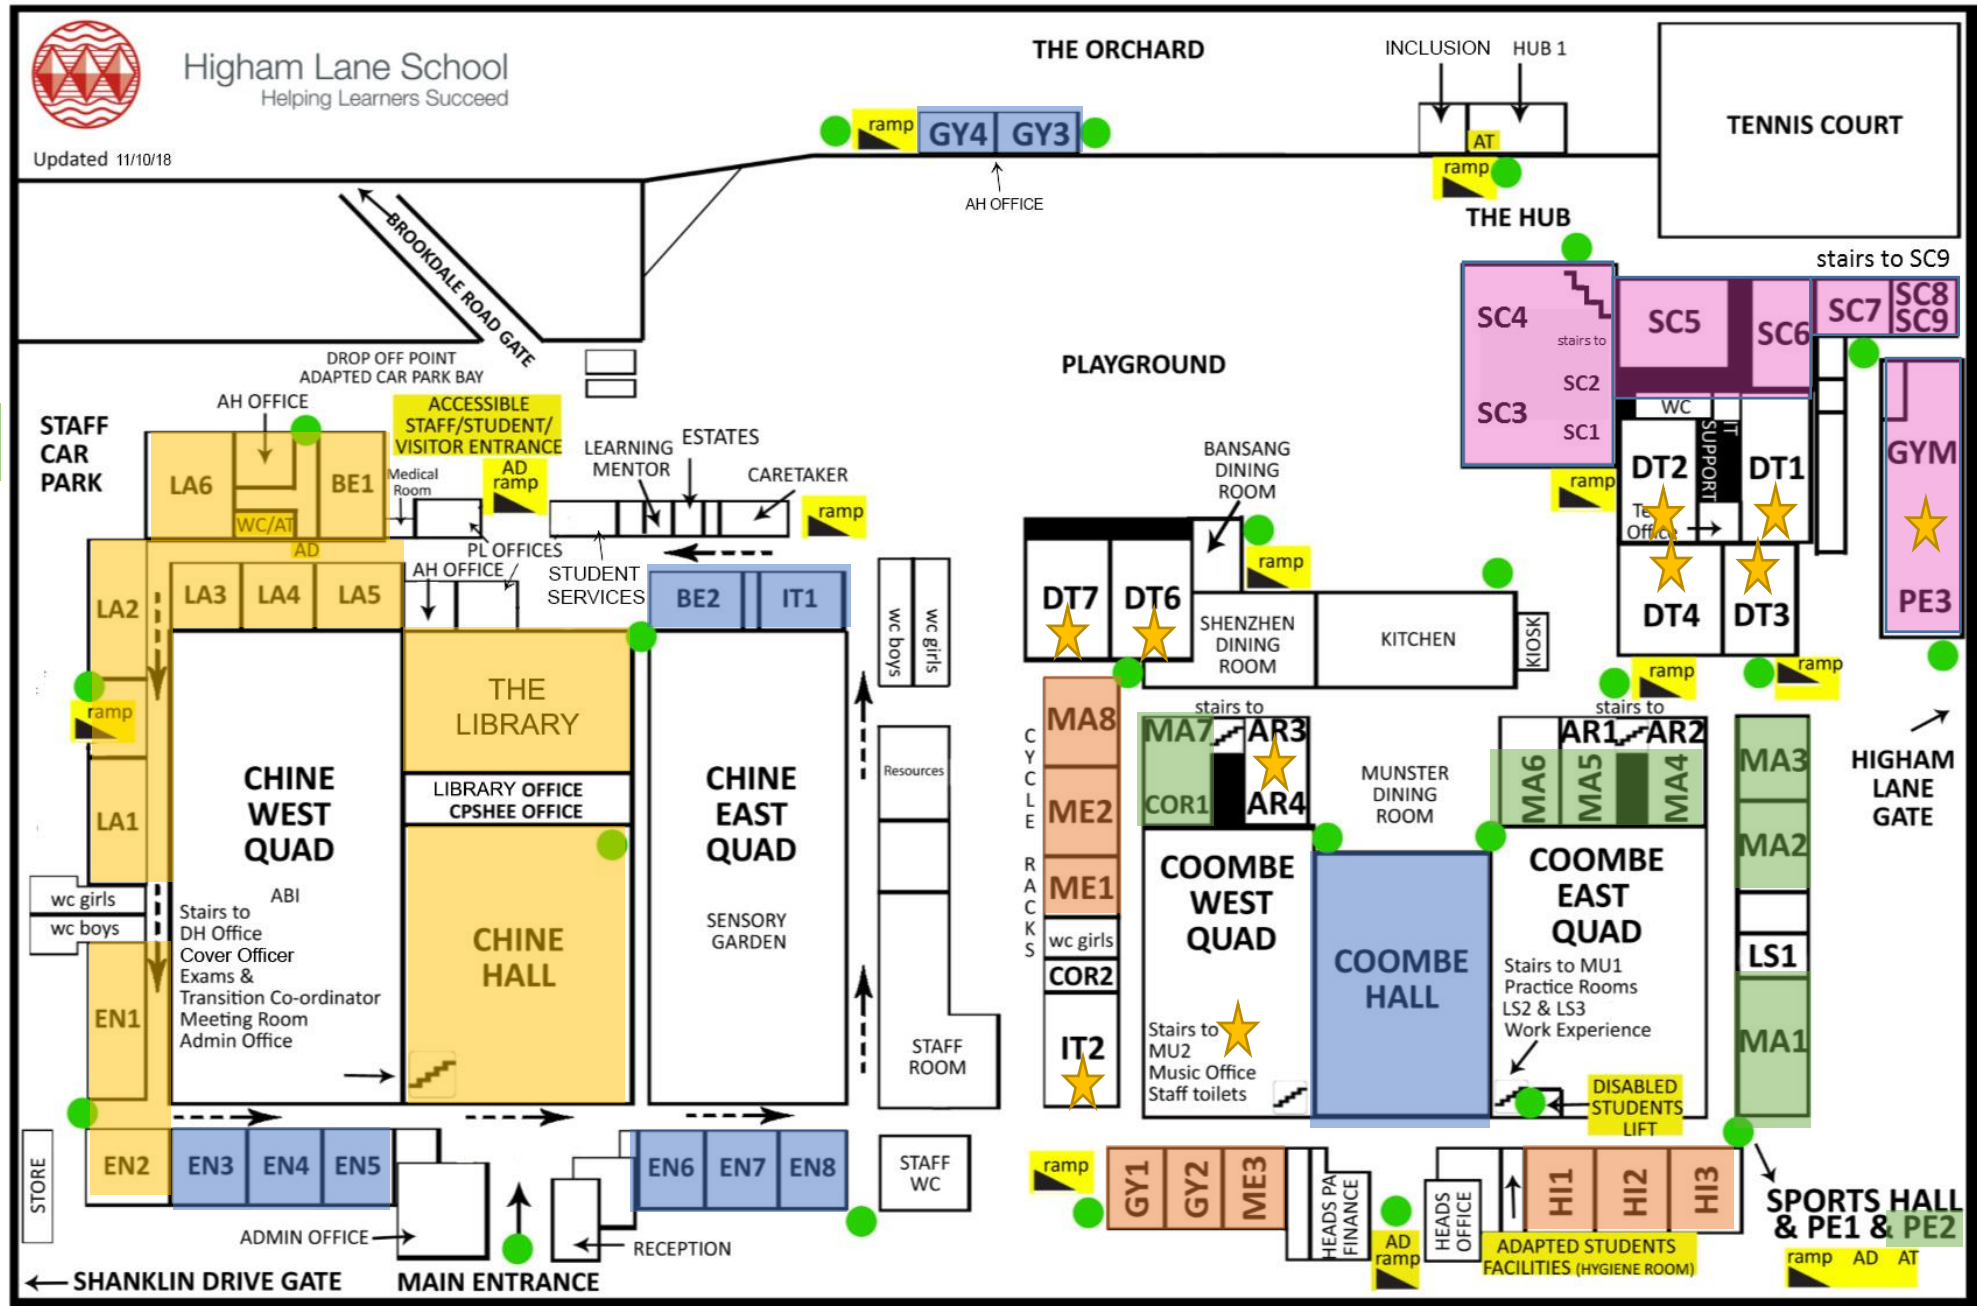 Higham Lane School
Helping Learners Succeed
Updated 11/10/18
THE ORCHARD
INCLUSION HUB 1
TENNIS COURT
ramp
GY4 GY3
AH OFFICE
AT
ramp
THE HUB
stairs to SC9
BROOKDALE ROAD GATE
DROP OFF POINT
ADAPTED CAR PARK BAY
STAFF
CAR
PARK
AH OFFICE
ACCESSIBLE
STAFF/STUDENT/
VISITOR ENTRANCE
AD
ramp
LA6
BE1
WC/AT
AD
Medical
Room
PL OFFICES
AH OFFICE
LEARNING
MENTOR
ESTATES
CARETAKER
ramp
STUDENT
SERVICES
BE2 IT1
LA2
LA3 LA4 LA5
ramp
LA1
wc girls
wc boys
EN1
EN2
EN3 EN4 EN5
STORE
CHINE
WEST
QUAD
ABI
Stairs to
DH Office
Cover Officer
Exams &
Transition Co-ordinator
Meeting Room
Admin Office
THE
LIBRARY
LIBRARY OFFICE
CPSHEE OFFICE
CHINE
HALL
CHINE
EAST
QUAD
SENSORY
GARDEN
wc boys
wc girls
Resources
STAFF
ROOM
STAFF
WC
EN6 EN7 EN8
ADMIN OFFICE
RECEPTION
SHANKLIN DRIVE GATE
MAIN ENTRANCE
PLAYGROUND
BANSANG
DINING
ROOM
ramp
DT7 DT6
SHENZHEN
DINING
ROOM
KITCHEN
KIOSK
SC4
stairs to
SC2
SC3
SC1
SC5
SC6
SC7
SC8
SC9
WC
IT
SUPPORT
DT2
DT1
Office
ramp
DT4 DT3
ramp
ramp
GYM
PE3
HIGHAM
LANE
GATE
CYCLE RACKS
MA8
ME2
ME1
wc girls
COR2
IT2
stairs to
MA7
AR3
COR1
AR4
MUNSTER
DINING
ROOM
stairs to
AR1 AR2
MA6
MA5
MA4
MA3
MA2
LS1
MA1
COOMBE
WEST
QUAD
Stairs to
MU2
Music Office
Staff toilets
COOMBE
HALL
COOMBE
EAST
QUAD
Stairs to MU1
Practice Rooms
LS2 & LS3
Work Experience
DISABLED
STUDENTS
LIFT
ramp
GY1
GY2
ME3
HEADS PA
FINANCE
AD
ramp
HEADS
OFFICE
HI1
HI2
HI3
ADAPTED STUDENTS
FACILITIES (HYGIENE ROOM)
SPORTS HALL
& PE1 & PE2
ramp AD AT